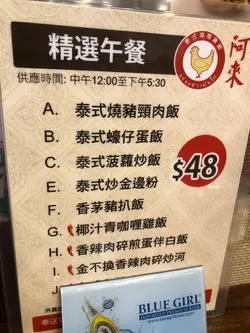 精選午餐
供應時間: 中午12:00至下午5:30
阿來
A. 泰式燒豬頸肉飯
B. 泰式蠔仔蛋飯
C. 泰式菠蘿炒飯
E. 泰式炒金邊粉
F. 香茅豬扒飯
G. 椰汁青咖喱雞飯
H. 香辣肉碎煎蛋伴白飯
I. 金不換香辣肉碎炒河
J
$48
BLUE GIRL
IMPORTED PREMIUM BEER